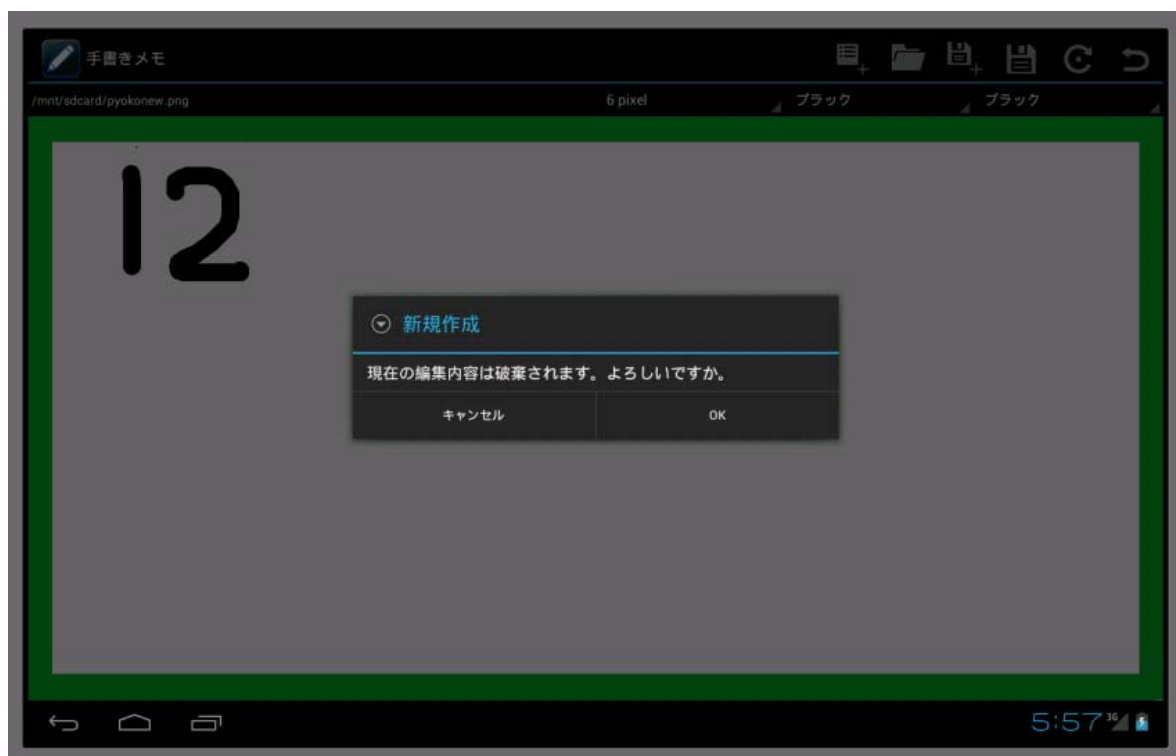 手書きメモ
/mnt/sdcard/pyokonew.png 6 pixel ブラック ブラック
12
新規作成
現在の編集内容は破棄されます。よろしいですか。
キャンセル OK
5:57 3G